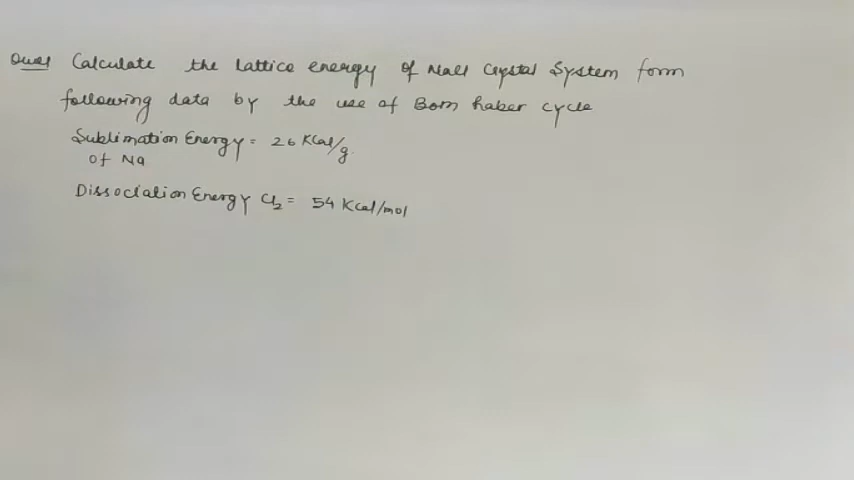 Ques Calculate the Lattice energy of NaCl Crystal System form
following data by the use of Born haber cycle
Sublimation Energy = 26 KCal/g.
of Na
Dissociation Energy Cl₂ = 54 KCal/mol